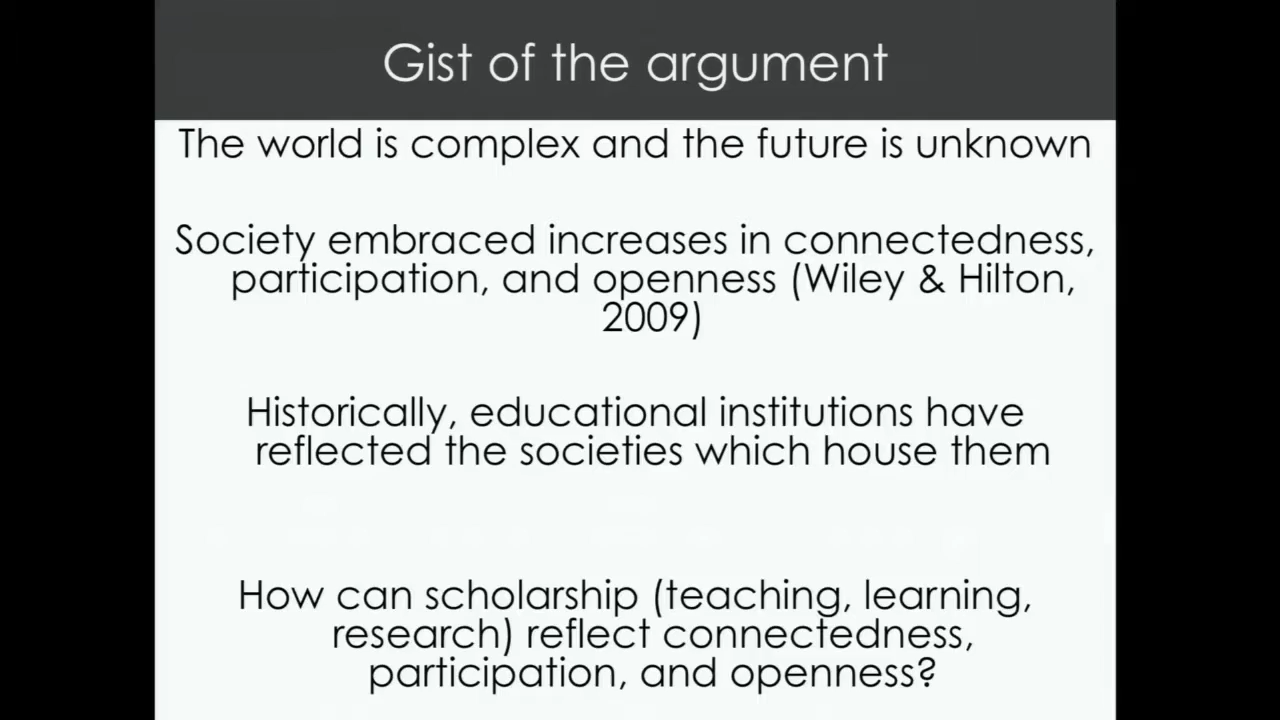 Gist of the argument
The world is complex and the future is unknown
Society embraced increases in connectedness,
participation, and openness (Wiley & Hilton,
2009)
Historically, educational institutions have
reflected the societies which house them
How can scholarship (teaching, learning,
research) reflect connectedness,
participation, and openness?